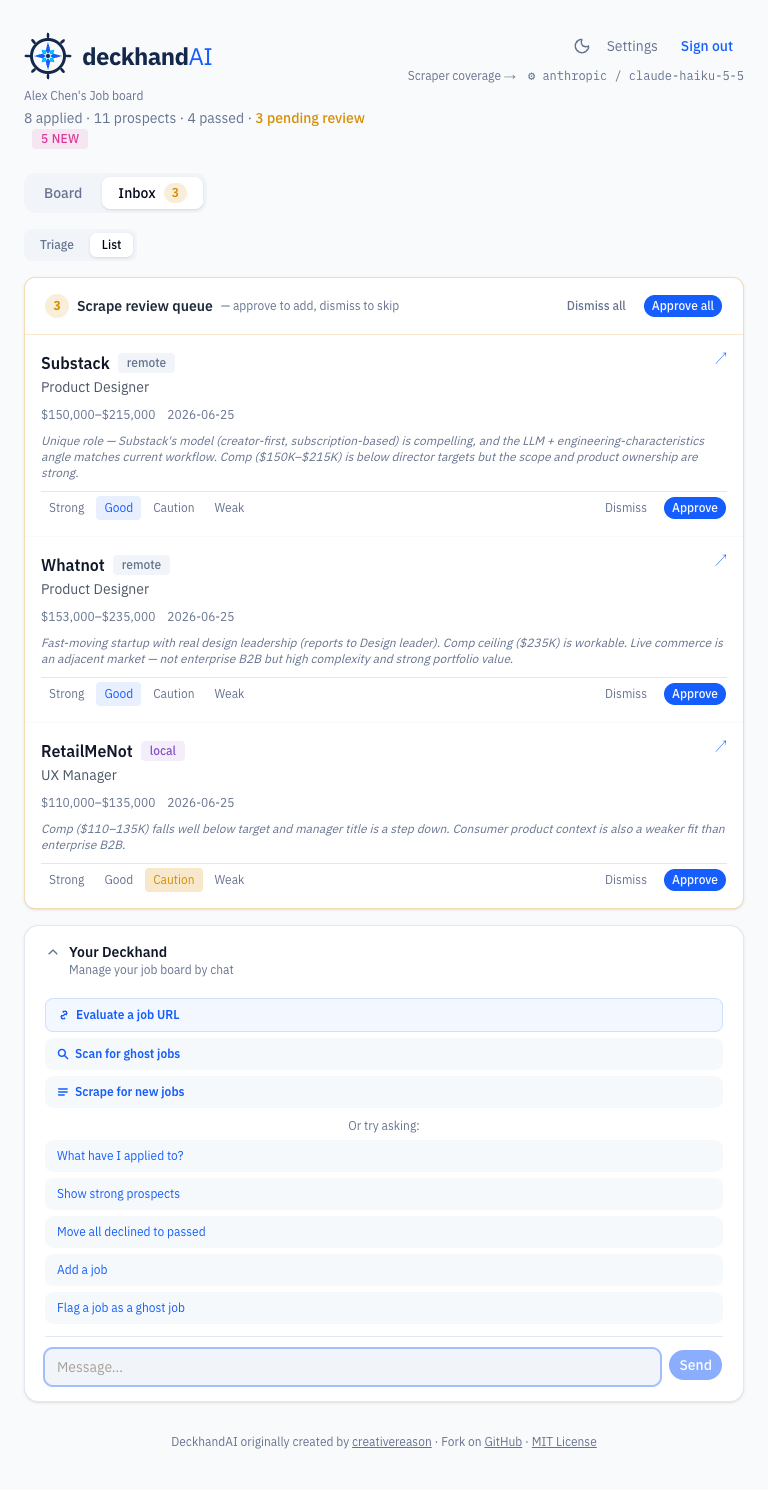 deckhandAI
Settings
Sign out
Scraper coverage → ⚙ anthropic / claude-haiku-5-5
Alex Chen's Job board
8 applied · 11 prospects · 4 passed · 3 pending review
5 NEW
Board
Inbox 3
Triage
List
3 Scrape review queue — approve to add, dismiss to skip
Dismiss all
Approve all
Substack remote
Product Designer
$150,000–$215,000 2026-06-25
Unique role — Substack's model (creator-first, subscription-based) is compelling, and the LLM + engineering-characteristics
angle matches current workflow. Comp ($150K–$215K) is below director targets but the scope and product ownership are
strong.
Strong Good Caution Weak Dismiss Approve
Whatnot remote
Product Designer
$153,000–$235,000 2026-06-25
Fast-moving startup with real design leadership (reports to Design leader). Comp ceiling ($235K) is workable. Live commerce is
an adjacent market — not enterprise B2B but high complexity and strong portfolio value.
Strong Good Caution Weak Dismiss Approve
RetailMeNot local
UX Manager
$110,000–$135,000 2026-06-25
Comp ($110–135K) falls well below target and manager title is a step down. Consumer product context is also a weaker fit than
enterprise B2B.
Strong Good Caution Weak Dismiss Approve
Your Deckhand
Manage your job board by chat
Evaluate a job URL
Scan for ghost jobs
Scrape for new jobs
Or try asking:
What have I applied to?
Show strong prospects
Move all declined to passed
Add a job
Flag a job as a ghost job
Message...
Send
DeckhandAI originally created by creativereason · Fork on GitHub · MIT License